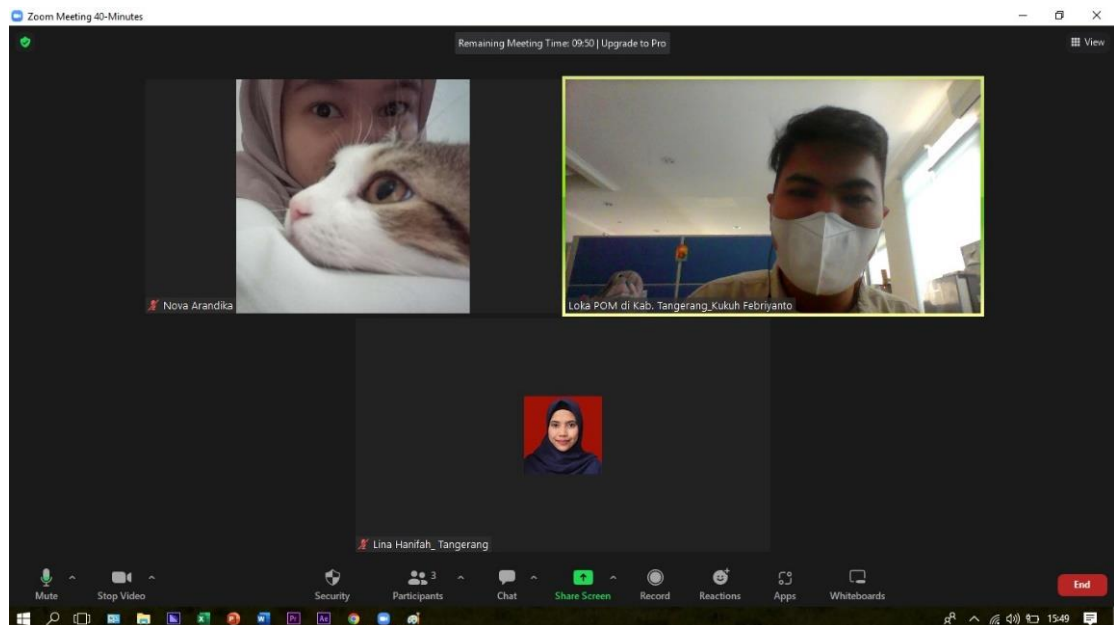 Zoom Meeting 40-Minutes
Remaining Meeting Time: 09:50 | Upgrade to Pro
View
Nova Arandika
Loka POM di Kab. Tangerang_Kukuh Febriyanto
Lina Hanifah_ Tangerang
Mute
Stop Video
Security
Participants
3
Chat
Share Screen
Record
Reactions
Apps
Whiteboards
End
15:49